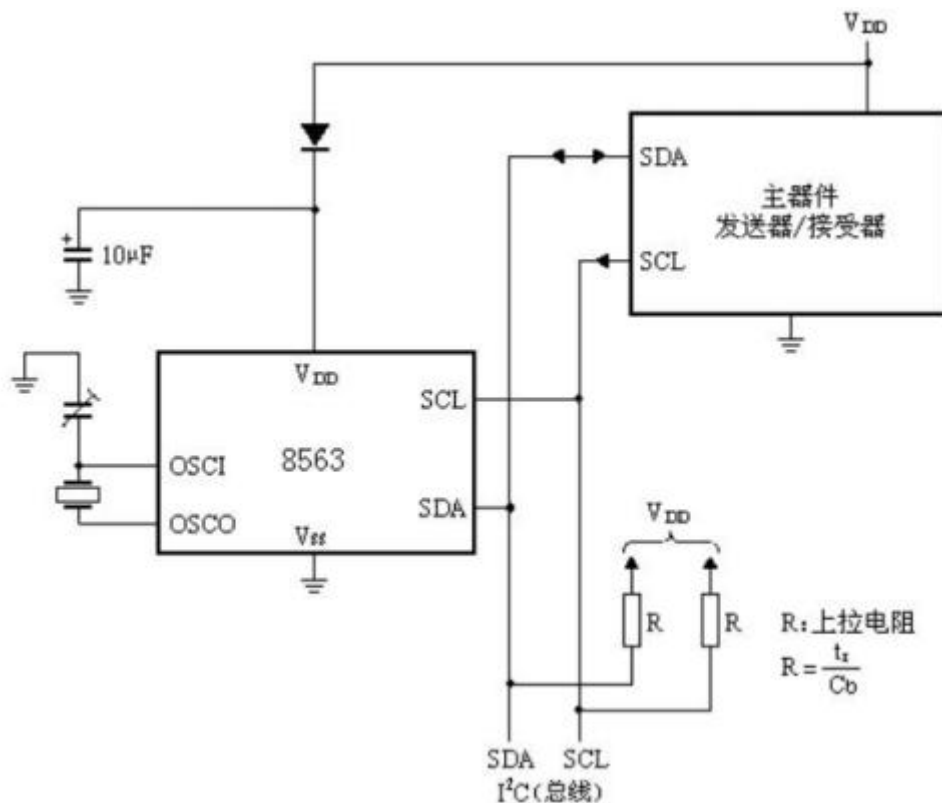 VDD
SDA
主器件
发送器/接受器
SCL
+
10μF
VDD
SCL
8563
OSCI
SDA
OSCO
Vss
VDD
R
R
R:上拉电阻
R=tr/Cb
SDA SCL
I²C(总线)